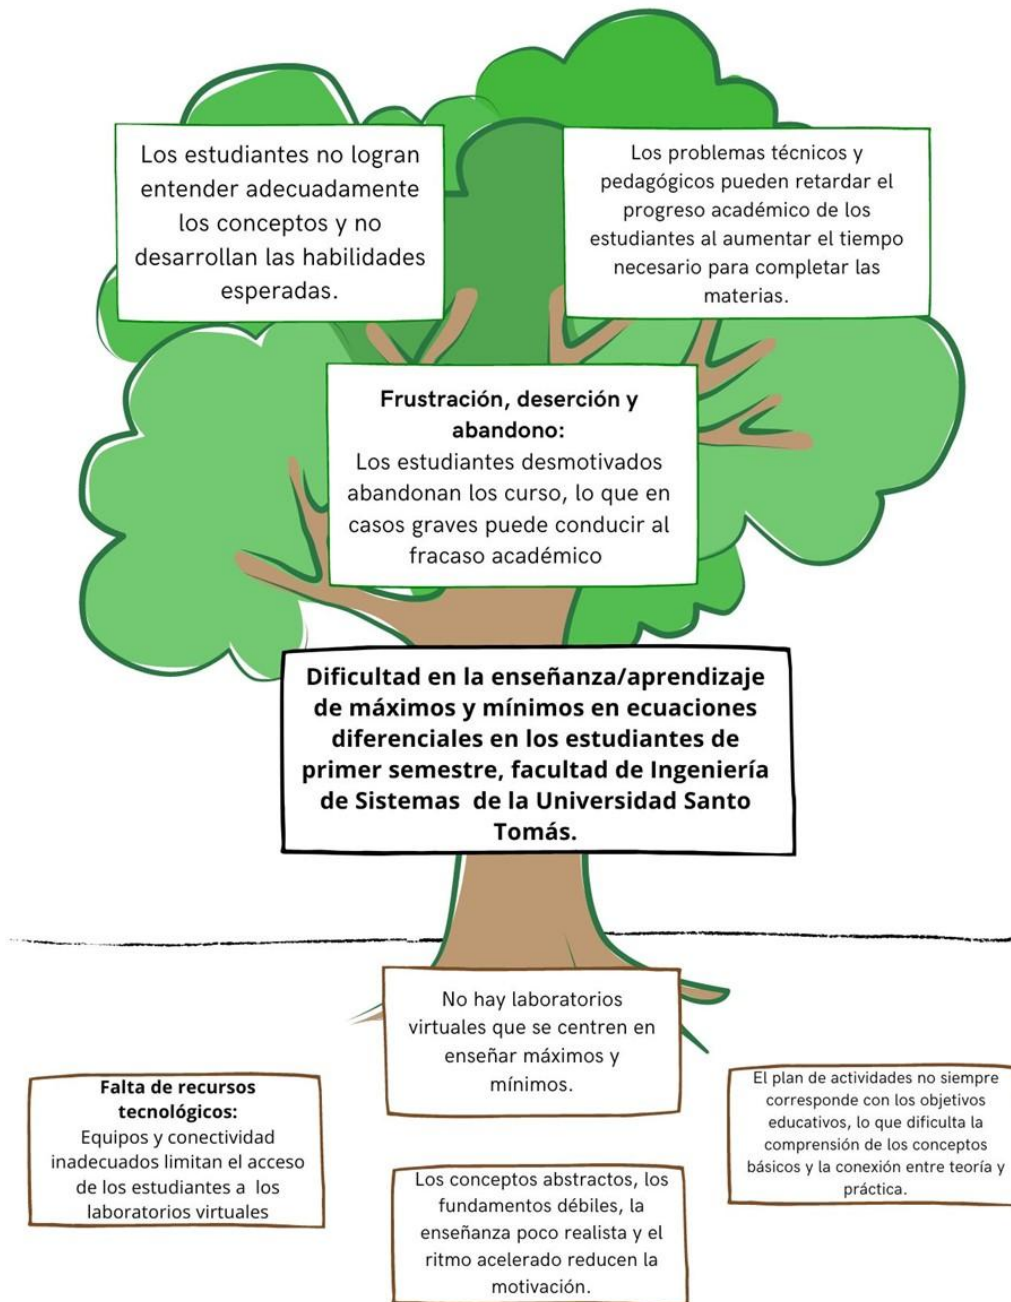 Los estudiantes no logran
entender adecuadamente
los conceptos y no
desarrollan las habilidades
esperadas.
Los problemas técnicos y
pedagógicos pueden retardar el
progreso académico de los
estudiantes al aumentar el tiempo
necesario para completar las
materias.
Frustración, deserción y
abandono:
Los estudiantes desmotivados
abandonan los curso, lo que en
casos graves puede conducir al
fracaso académico
Dificultad en la enseñanza/aprendizaje
de máximos y mínimos en ecuaciones
diferenciales en los estudiantes de
primer semestre, facultad de Ingeniería
de Sistemas de la Universidad Santo
Tomás.
No hay laboratorios
virtuales que se centren en
enseñar máximos y
mínimos.
Falta de recursos
tecnológicos:
Equipos y conectividad
inadecuados limitan el acceso
de los estudiantes a los
laboratorios virtuales
El plan de actividades no siempre
corresponde con los objetivos
educativos, lo que dificulta la
comprensión de los conceptos
básicos y la conexión entre teoría y
práctica.
Los conceptos abstractos, los
fundamentos débiles, la
enseñanza poco realista y el
ritmo acelerado reducen la
motivación.